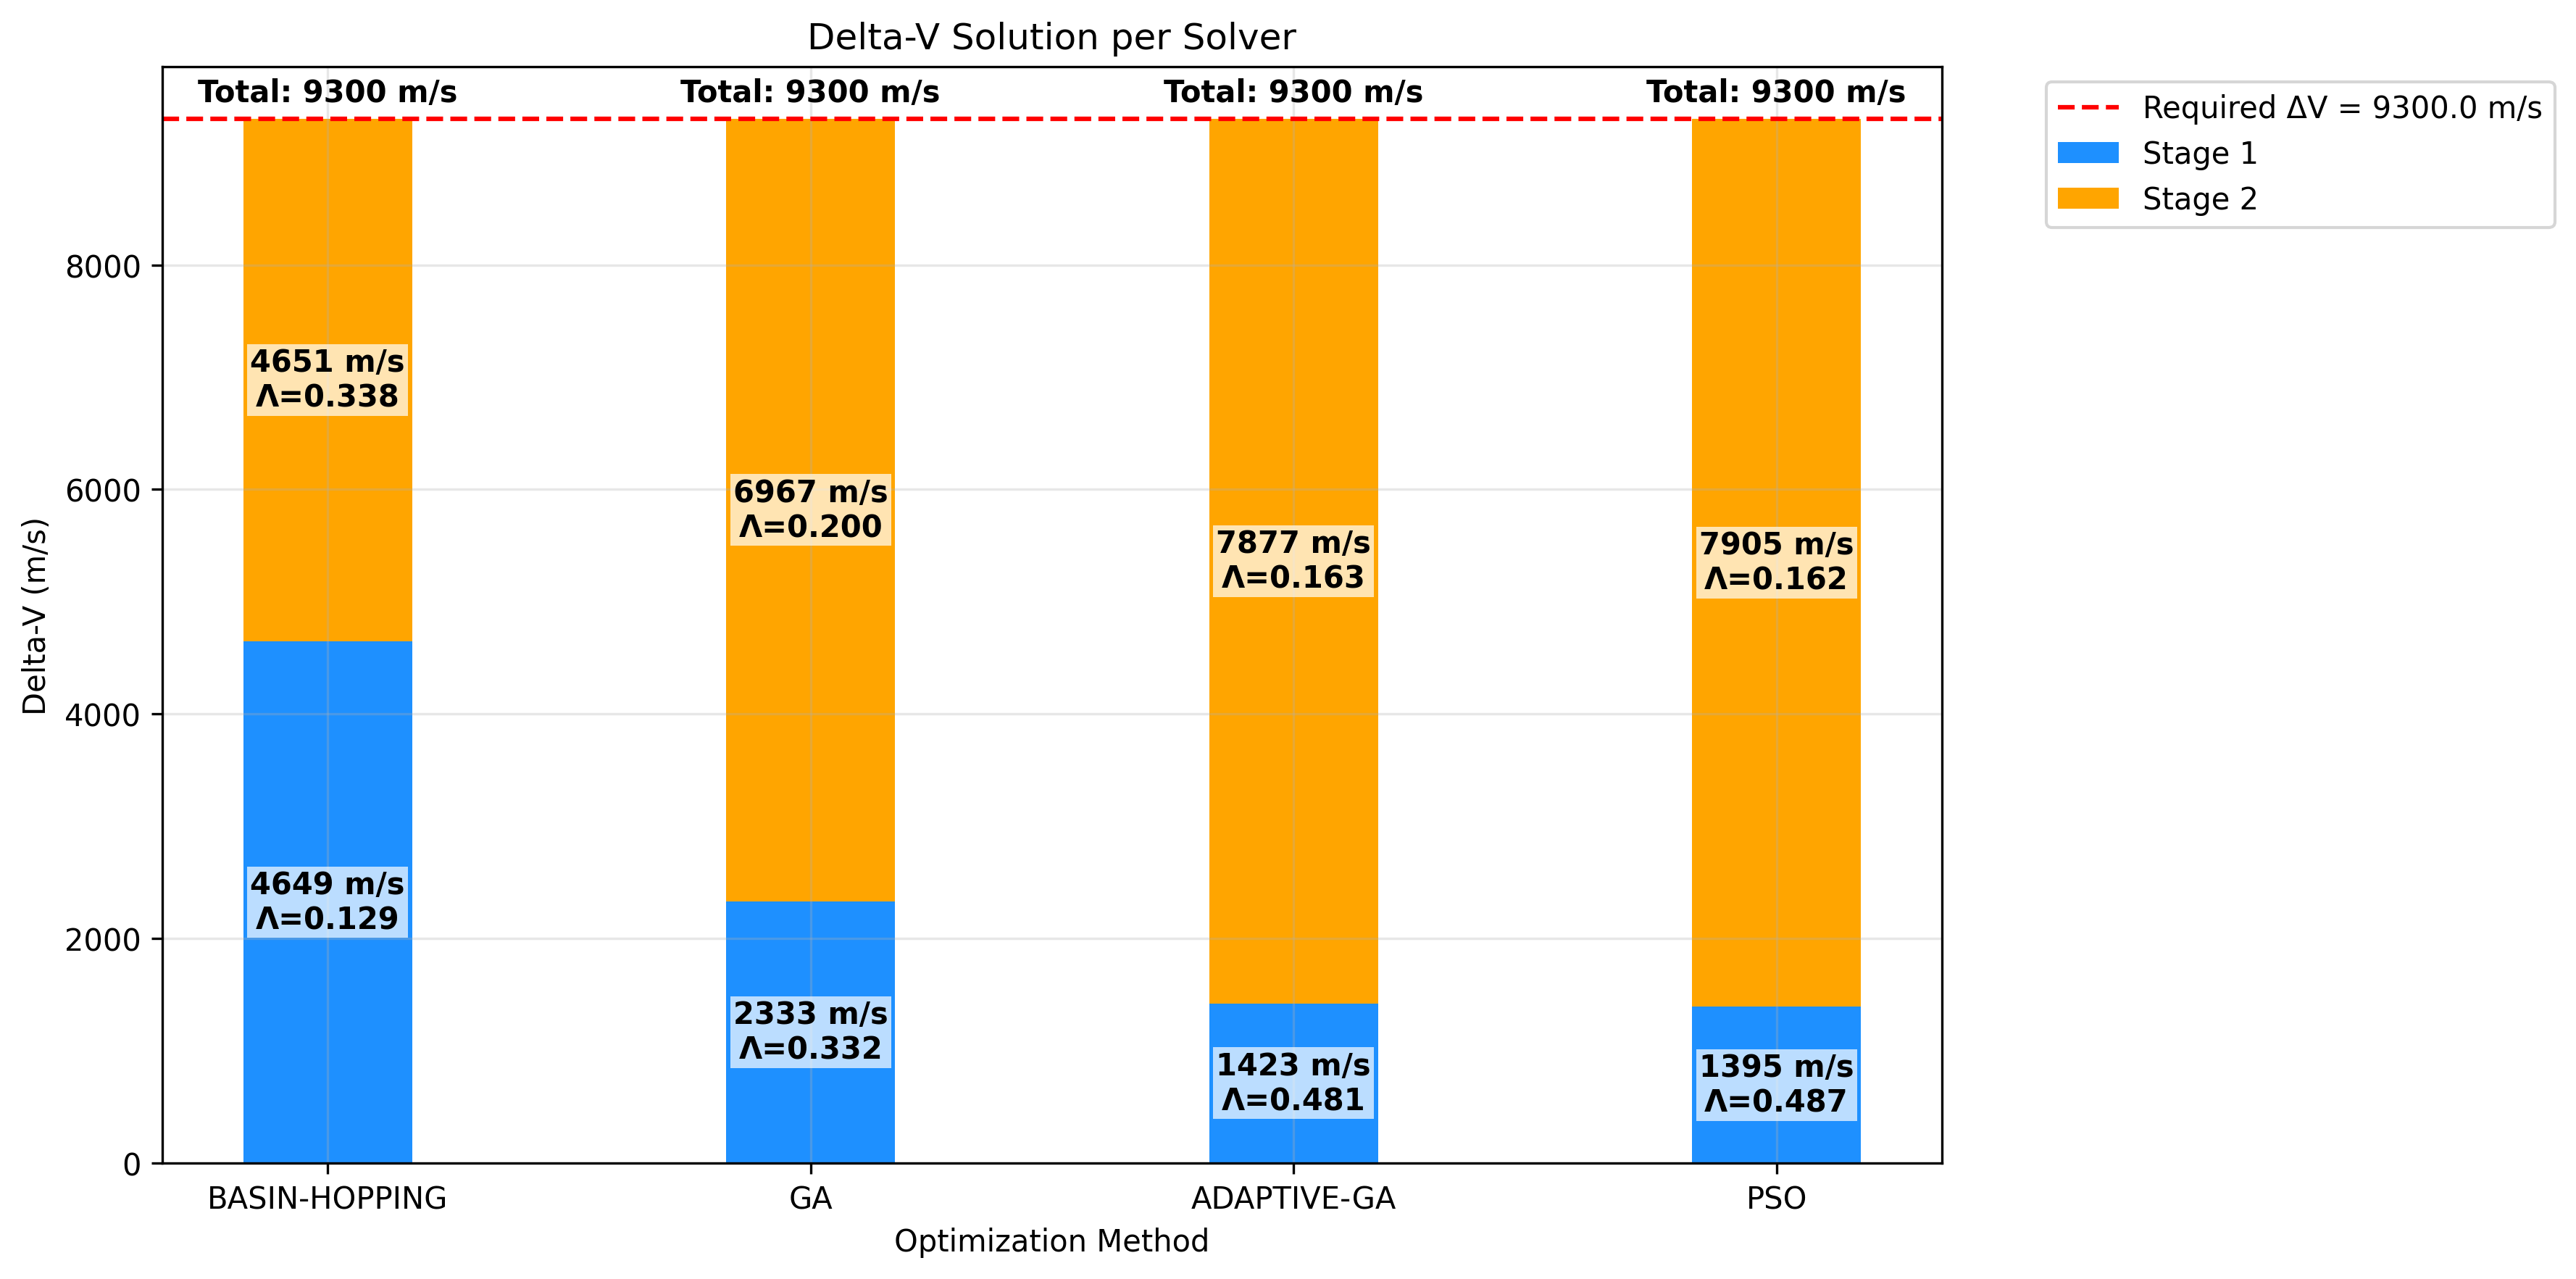 Delta-V Solution per Solver
Total: 9300 m/s
Total: 9300 m/s
Total: 9300 m/s
Total: 9300 m/s
Required ΔV = 9300.0 m/s
Stage 1
Stage 2
Delta-V (m/s)
8000
6000
4000
2000
0
4651 m/s
Λ=0.338
4649 m/s
Λ=0.129
6967 m/s
Λ=0.200
2333 m/s
Λ=0.332
7877 m/s
Λ=0.163
1423 m/s
Λ=0.481
7905 m/s
Λ=0.162
1395 m/s
Λ=0.487
BASIN-HOPPING
GA
ADAPTIVE-GA
PSO
Optimization Method